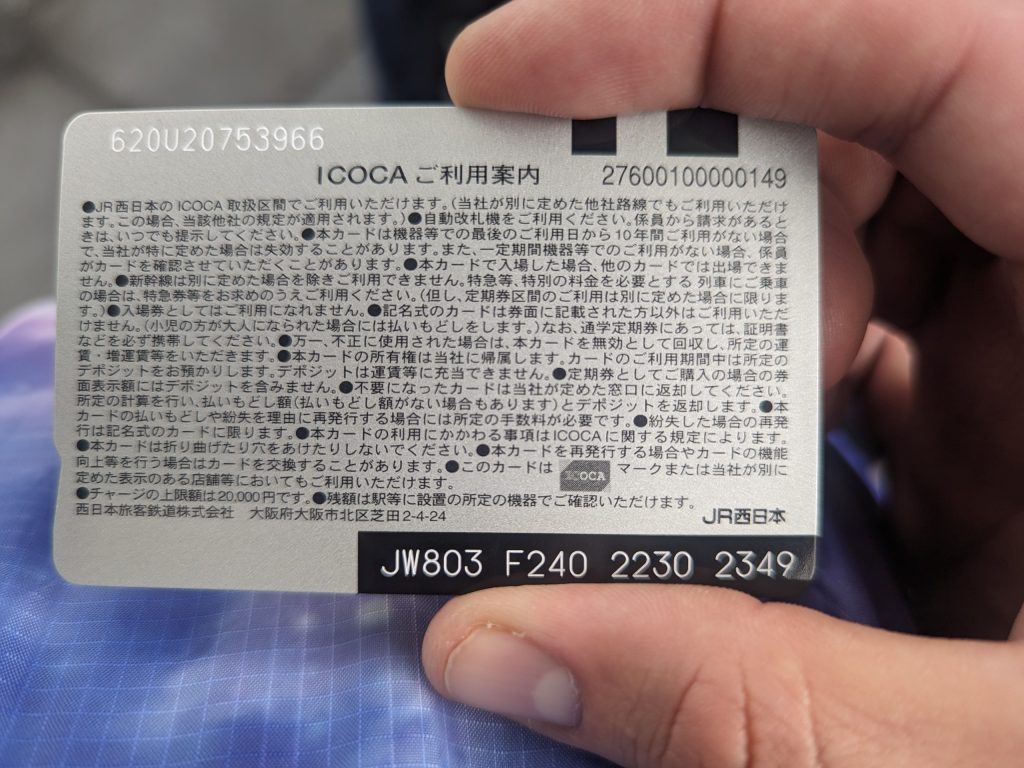 620U20753966
ICOCA ご利用案内
27600100000149
●JR西日本の ICOCA 取扱区間でご利用いただけます。(当社が別に定めた他社路線でもご利用いただけ
ます。この場合、当該他社の規定が適用されます。)●自動改札機をご利用ください。係員から請求があると
きは、いつでも提示してください。●本カードは機器等での最後のご利用日から10年間ご利用がない場合
で、当社が特に定めた場合は失効することがあります。また、一定期間機器等でのご利用がない場合、係員
がカードを確認させていただくことがあります。●本カードで入場した場合、他のカードでは出場できま
せん。●新幹線は別に定めた場合を除きご利用できません。特急等、特別の料金を必要とする 列車にご乗車
の場合は、特急券等をお求めのうえご利用ください。(但し、定期券区間のご利用は別に定めた場合に限りま
す。)●入場券としてはご利用になれません。●記名式のカードは券面に記載された方以外はご利用いただ
けません。(小児の方が大人になられた場合には払いもどしをします。)なお、通学定期券にあっては、証明書
などを必ず携帯してください。●万一、不正に使用された場合は、本カードを無効として回収し、所定の運
賃・増運賃等をいただきます。●本カードの所有権は当社に帰属します。カードのご利用期間中は所定の
デポジットをお預かりします。デポジットは運賃等に充当できません。●定期券としてご購入の場合の券
面表示額にはデポジットを含みません。●不要になったカードは当社が定めた窓口に返却してください。
所定の計算を行い、払いもどし額(払いもどし額がない場合もあります)とデポジットを返却します。●本
カードの払いもどしや紛失を理由に再発行する場合には所定の手数料が必要です。●紛失した場合の再発
行は記名式のカードに限ります。●本カードの利用にかかわる事項はICOCAに関する規定によります。
●本カードは折り曲げたり穴をあけたりしないでください。●本カードを再発行する場合やカードの機能
向上等を行う場合はカードを交換することがあります。●このカードは ICOCA マークまたは当社が別に
定めた表示のある店舗等においてもご利用いただけます。
●チャージの上限額は20,000円です。●残額は駅等に設置の所定の機器でご確認いただけます。
西日本旅客鉄道株式会社 大阪府大阪市北区芝田2-4-24
JR西日本
JW803 F240 2230 2349